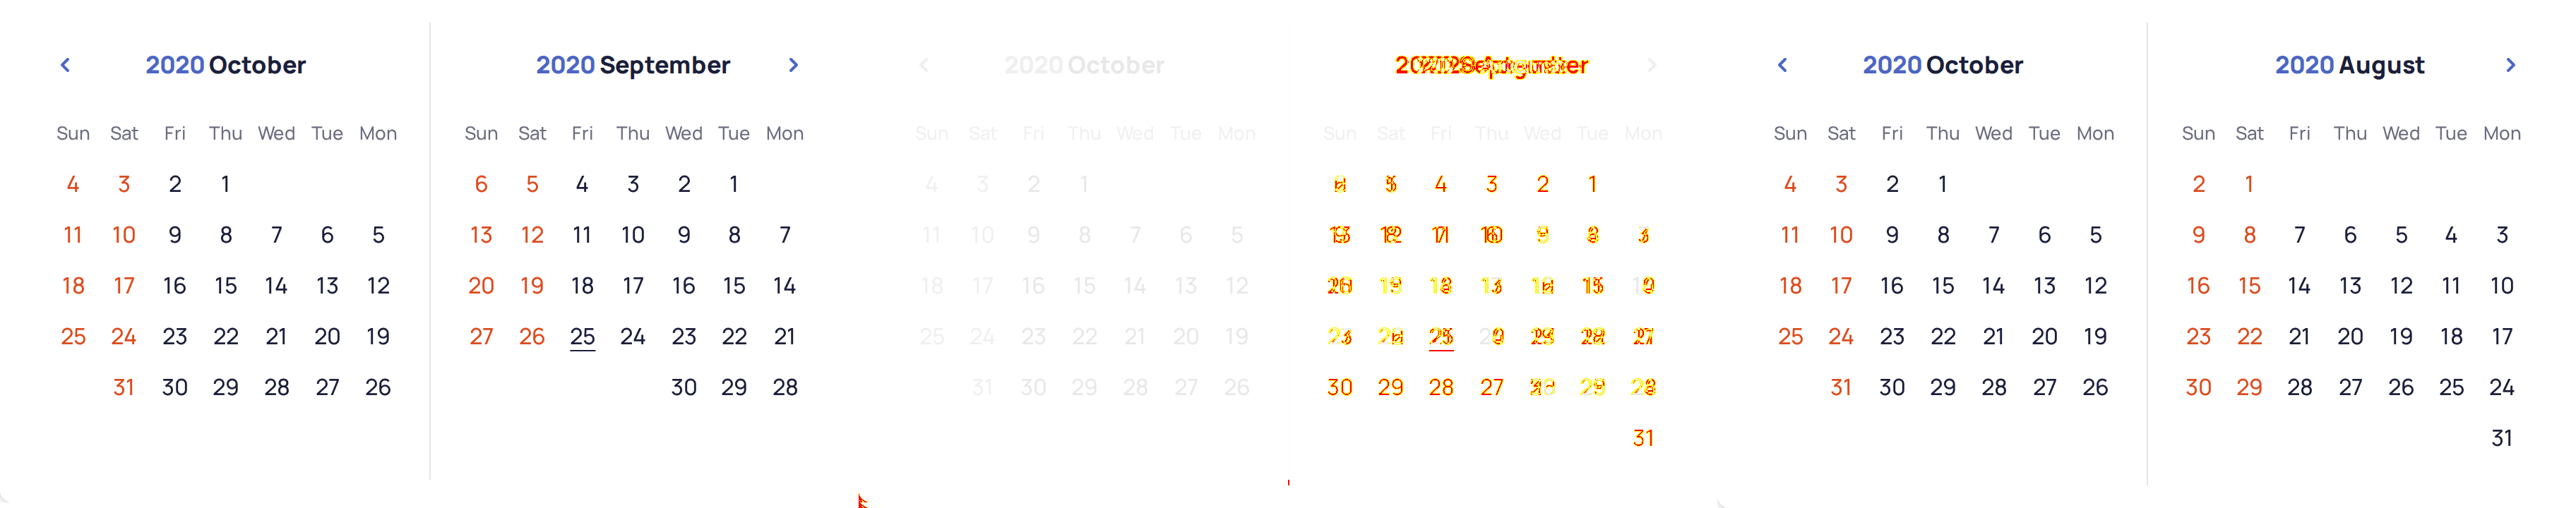 2020 October
Sun Sat Fri Thu Wed Tue Mon
4 3 2 1
11 10 9 8 7 6 5
18 17 16 15 14 13 12
25 24 23 22 21 20 19
31 30 29 28 27 26
2020 September
Sun Sat Fri Thu Wed Tue Mon
6 5 4 3 2 1
13 12 11 10 9 8 7
20 19 18 17 16 15 14
27 26 25 24 23 22 21
30 29 28
2020 October
Sun Sat Fri Thu Wed Tue Mon
4 3 2 1
11 10 9 8 7 6 5
18 17 16 15 14 13 12
25 24 23 22 21 20 19
31 30 29 28 27 26
Sun Sat Fri Thu Wed Tue Mon
4 3 2 1
30 29 28 27
31
2020 October
Sun Sat Fri Thu Wed Tue Mon
4 3 2 1
11 10 9 8 7 6 5
18 17 16 15 14 13 12
25 24 23 22 21 20 19
31 30 29 28 27 26
2020 August
Sun Sat Fri Thu Wed Tue Mon
2 1
9 8 7 6 5 4 3
16 15 14 13 12 11 10
23 22 21 20 19 18 17
30 29 28 27 26 25 24
31